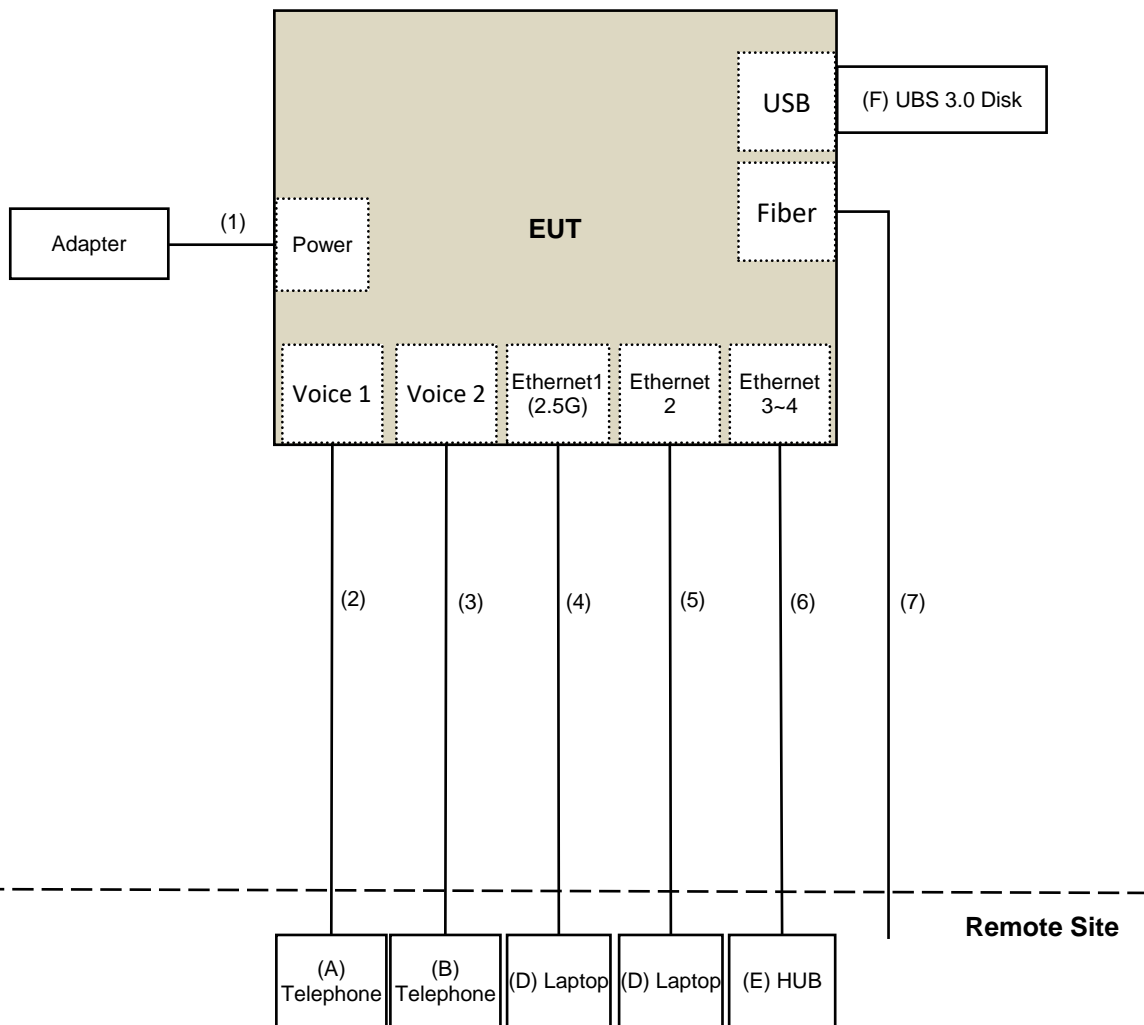 USB
(F) UBS 3.0 Disk
Fiber
EUT
(1)
Adapter
Power
Voice 1
Voice 2
Ethernet1
(2.5G)
Ethernet
2
Ethernet
3~4
(2)
(3)
(4)
(5)
(6)
(7)
Remote Site
(A)
Telephone
(B)
Telephone
(D) Laptop
(D) Laptop
(E) HUB